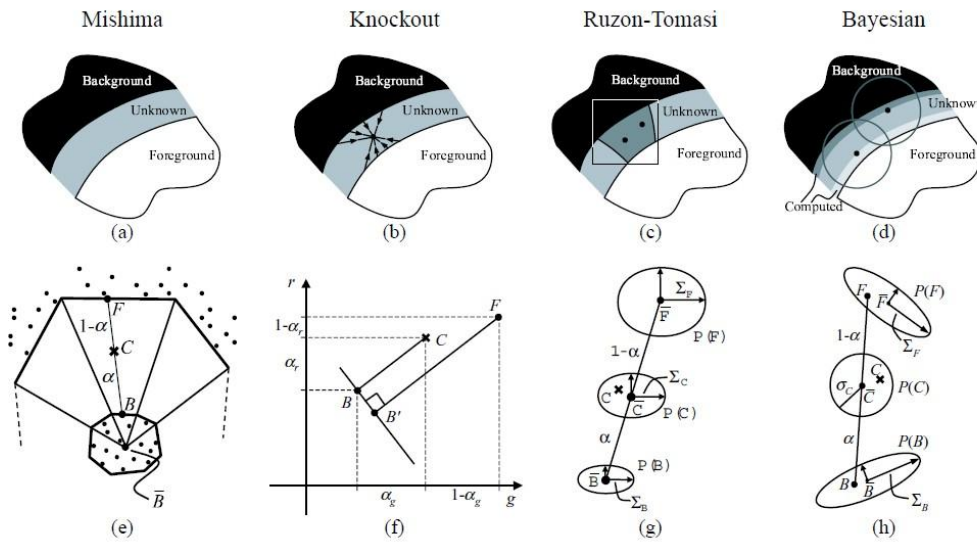 Mishima Knockout Ruzon-Tomasi Bayesian
Background
Unknown
Foreground
(a)
Background
Unknown
Foreground
(b)
Background
Unknown
Foreground
(c)
Background
Unknown
Foreground
Computed
(d)
F
1-α
C
α
B
B̅
(e)
r
F
1-αr
C
αr
B
B'
αg
1-αg
g
(f)
ΣF
F̅
P(F)
1-α
ΣC
C
C̅
P(C)
α
P(B)
B̅
ΣB
(g)
F
F̅
P(F)
1-α
ΣF
C
σC
C̅
P(C)
α
P(B)
B
B̅
ΣB
(h)